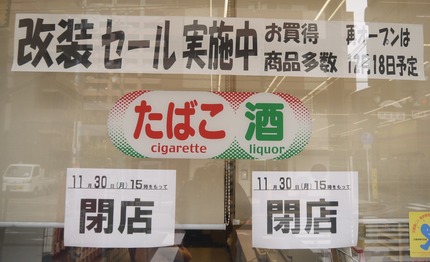 改装セール実施中
お買得
商品多数
再オープンは
12月18日予定
たばこ
cigarette
酒
liquor
11月30日(月)15時をもって
閉店
11月30日(月)15時をもって
閉店